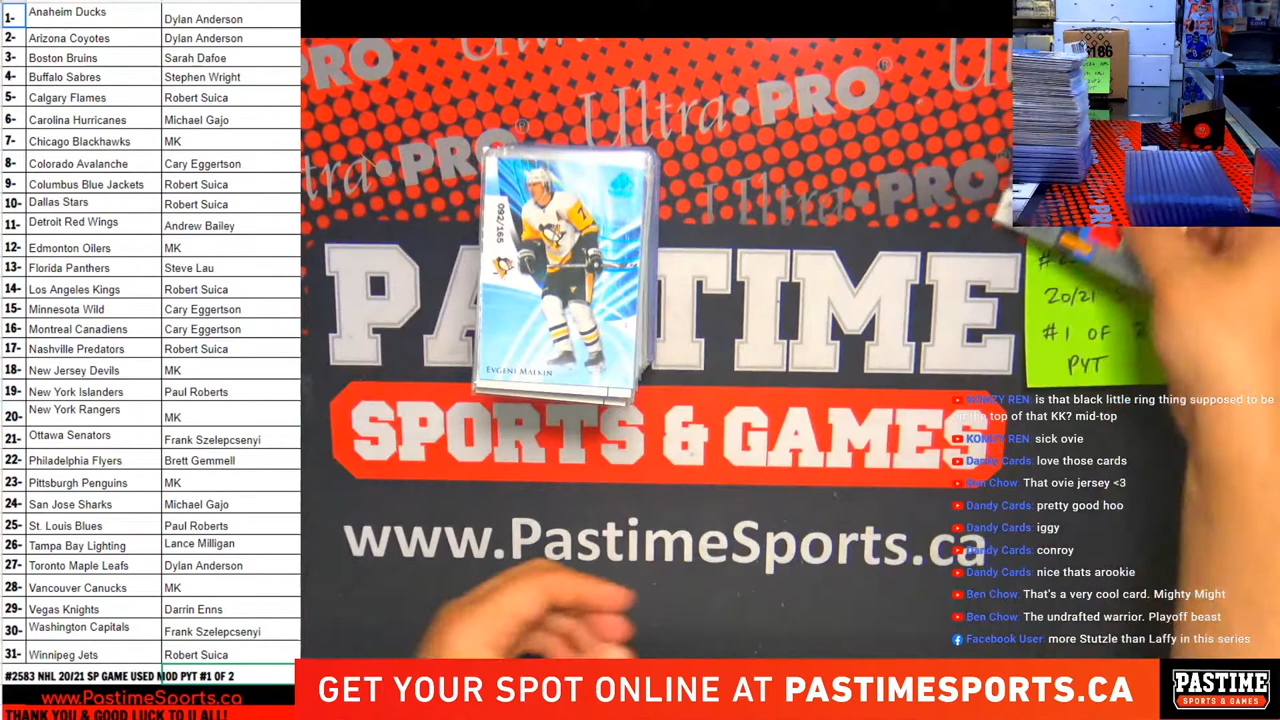 1- Anaheim Ducks Dylan Anderson
2- Arizona Coyotes Dylan Anderson
3- Boston Bruins Sarah Dafoe
4- Buffalo Sabres Stephen Wright
5- Calgary Flames Robert Suica
6- Carolina Hurricanes Michael Gajo
7- Chicago Blackhawks MK
8- Colorado Avalanche Cary Eggertson
9- Columbus Blue Jackets Robert Suica
10- Dallas Stars Robert Suica
11- Detroit Red Wings Andrew Bailey
12- Edmonton Oilers MK
13- Florida Panthers Steve Lau
14- Los Angeles Kings Robert Suica
15- Minnesota Wild Cary Eggertson
16- Montreal Canadiens Cary Eggertson
17- Nashville Predators Robert Suica
18- New Jersey Devils MK
19- New York Islanders Paul Roberts
20- New York Rangers MK
21- Ottawa Senators Frank Szelepcsenyi
22- Philadelphia Flyers Brett Gemmell
23- Pittsburgh Penguins MK
24- San Jose Sharks Michael Gajo
25- St. Louis Blues Paul Roberts
26- Tampa Bay Lighting Lance Milligan
27- Toronto Maple Leafs Dylan Anderson
28- Vancouver Canucks MK
29- Vegas Knights Darrin Enns
30- Washington Capitals Frank Szelepcsenyi
31- Winnipeg Jets Robert Suica
#2583 NHL 20/21 SP GAME USED MOD PYT #1 OF 2
www.PastimeSports.ca
THANK YOU & GOOD LUCK TO U ALL!
Ultra·PRO
Ultra·PRO®
Ultra·PRO
186
092/165
EVGENI MALKIN
PASTIME
SPORTS & GAMES
www.PastimeSports.ca
20/21
#1 OF
PYT
KOMZY REN: is that black little ring thing supposed to be
on the top of that KK? mid-top
KOMZY REN: sick ovie
Dandy Cards: love those cards
Ben Chow: That ovie jersey <3
Dandy Cards: pretty good hoo
Dandy Cards: iggy
Dandy Cards: conroy
Dandy Cards: nice thats arookie
Ben Chow: That's a very cool card. Mighty Might
Ben Chow: The undrafted warrior. Playoff beast
Facebook User: more Stutzle than Laffy in this series
GET YOUR SPOT ONLINE AT PASTIMESPORTS.CA
PASTIME
SPORTS & GAMES